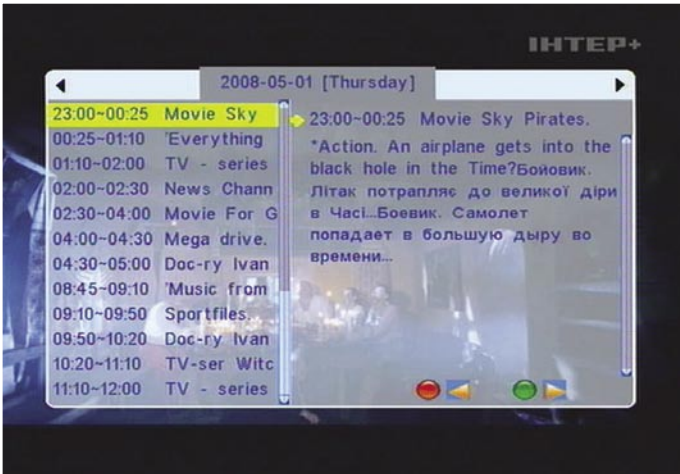 ІНТЕР+
2008-05-01 [Thursday]
23:00~00:25 Movie Sky
00:25~01:10 'Everything
01:10~02:00 TV - series
02:00~02:30 News Chann
02:30~04:00 Movie For G
04:00~04:30 Mega drive.
04:30~05:00 Doc-ry Ivan
08:45~09:10 'Music from
09:10~09:50 Sportfiles.
09:50~10:20 Doc-ry Ivan
10:20~11:10 TV-ser Witc
11:10~12:00 TV - series
23:00~00:25 Movie Sky Pirates.
*Action. An airplane gets into the
black hole in the Time?Бойовик.
Літак потрапляє до великої діри
в Часі...Боевик. Самолет
попадает в большую дыру во
времени...